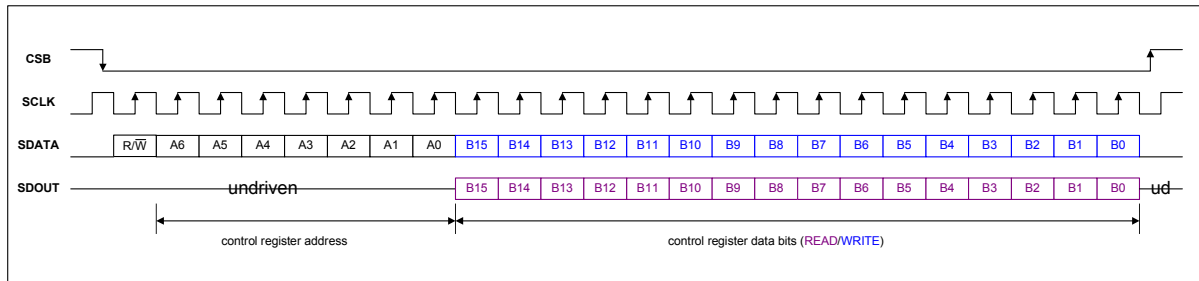 CSB
SCLK
SDATA R/W̅ A6 A5 A4 A3 A2 A1 A0 B15 B14 B13 B12 B11 B10 B9 B8 B7 B6 B5 B4 B3 B2 B1 B0
SDOUT undriven B15 B14 B13 B12 B11 B10 B9 B8 B7 B6 B5 B4 B3 B2 B1 B0 ud
control register address control register data bits (READ/WRITE)